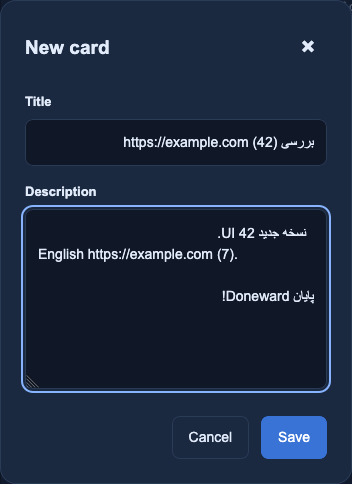 New card
Title
بررسی (42) https://example.com
Description
نسخه جدید UI 42.
English https://example.com (7).
پایان Doneward!
Cancel
Save